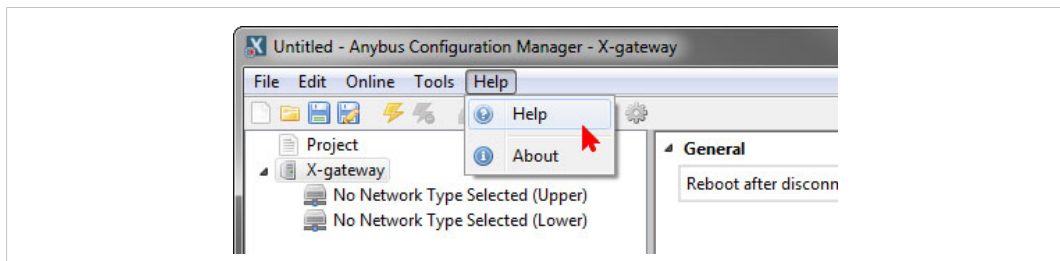 Untitled - Anybus Configuration Manager - X-gateway
File Edit Online Tools Help
Help
About
Project
X-gateway
No Network Type Selected (Upper)
No Network Type Selected (Lower)
General
Reboot after disconn